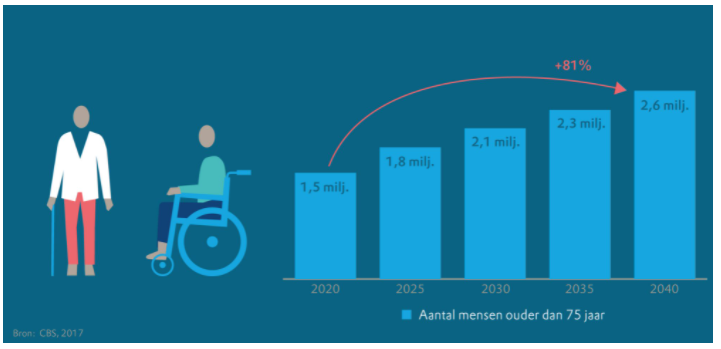 +81%
1,5 milj.
1,8 milj.
2,1 milj.
2,3 milj.
2,6 milj.
2020
2025
2030
2035
2040
Aantal mensen ouder dan 75 jaar
Bron: CBS, 2017